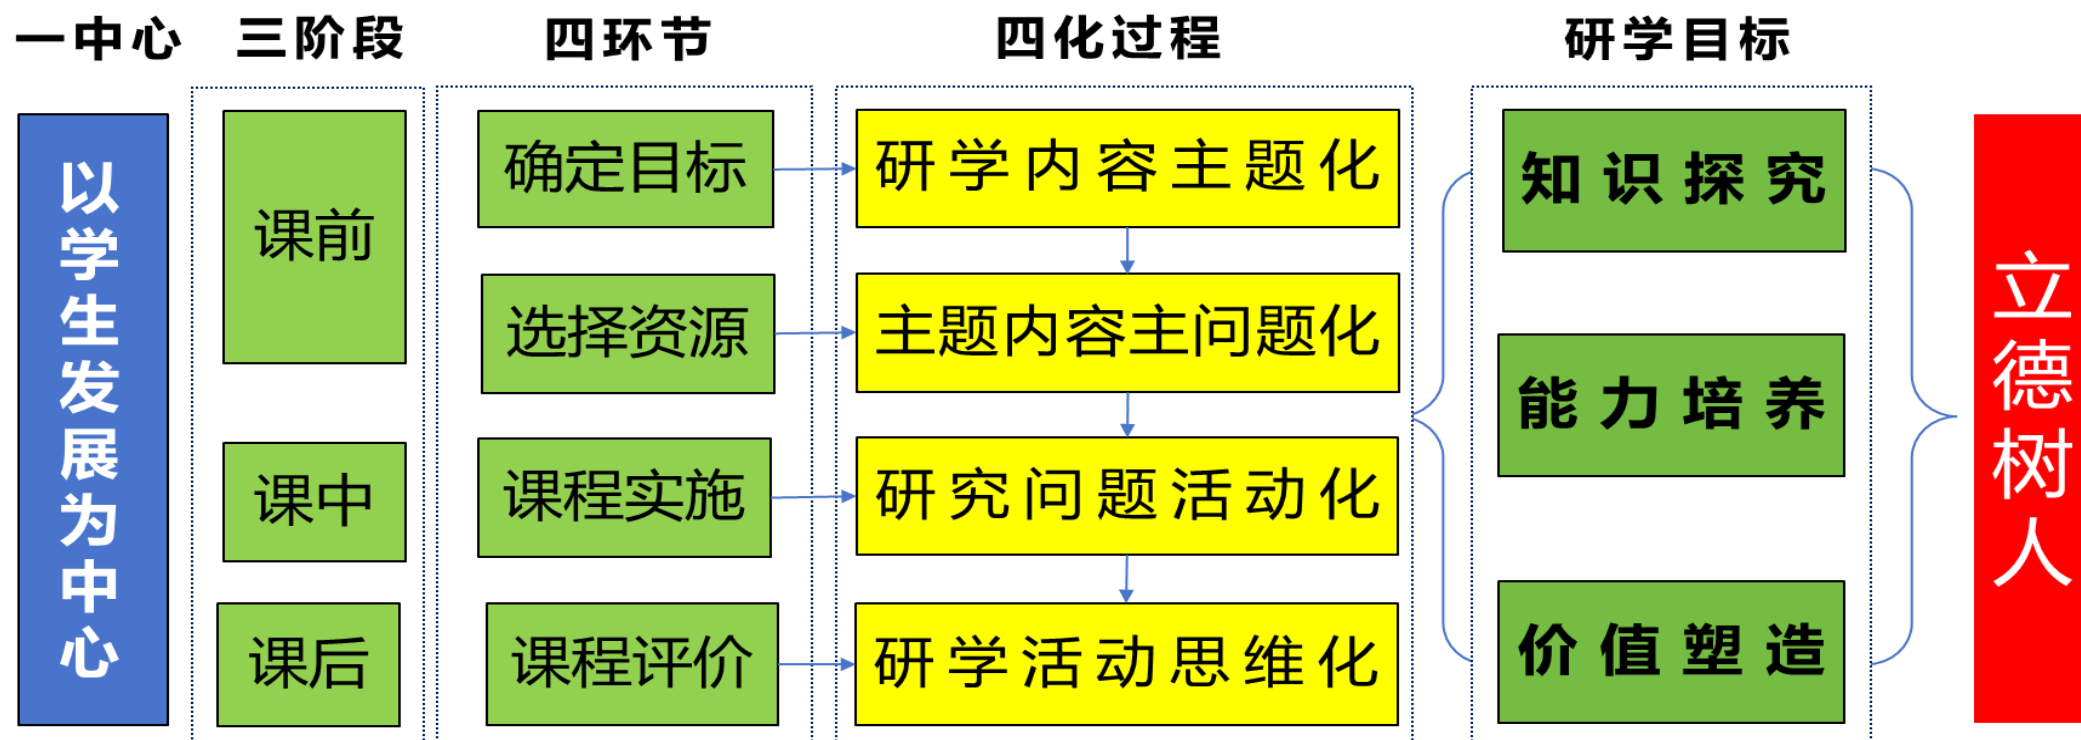 一中心
三阶段
四环节
四化过程
研学目标
以学生发展为中心
课前
课中
课后
确定目标
选择资源
课程实施
课程评价
研学内容主题化
主题内容主问题化
研究问题活动化
研学活动思维化
知识探究
能力培养
价值塑造
立德树人